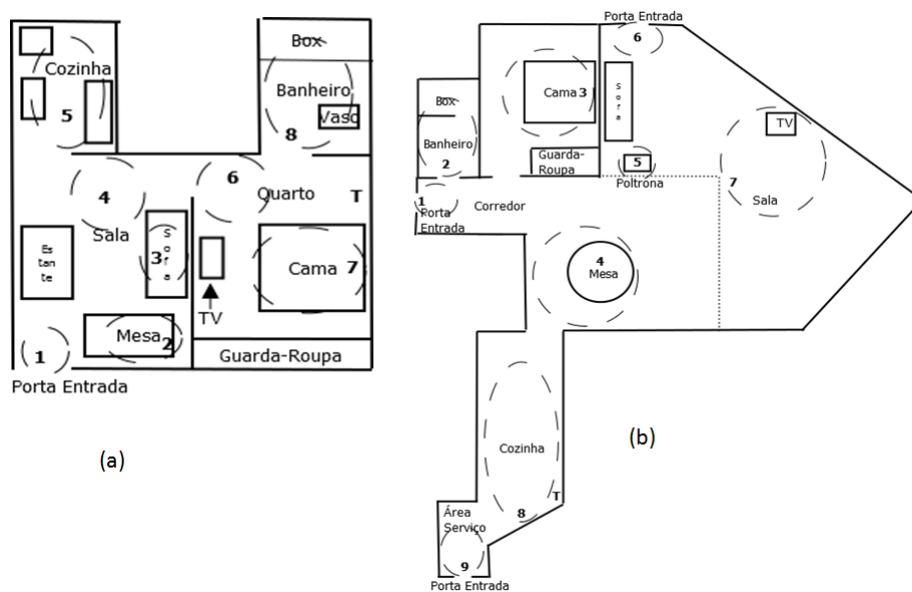 Box
Cozinha
Banheiro
Vaso
5
8
6
4
Quarto
T
Sala
Es
tan
te
3
S
o
f
a
Cama
7
TV
Mesa
2
1
Guarda-Roupa
Porta Entrada
(a)
Porta Entrada
6
Cama
3
S
o
f
a
Box
TV
Banheiro
2
Guarda-
Roupa
5
Poltrona
7
Sala
1
Porta
Entrada
Corredor
4
Mesa
Cozinha
(b)
T
Área
Serviço
8
9
Porta Entrada